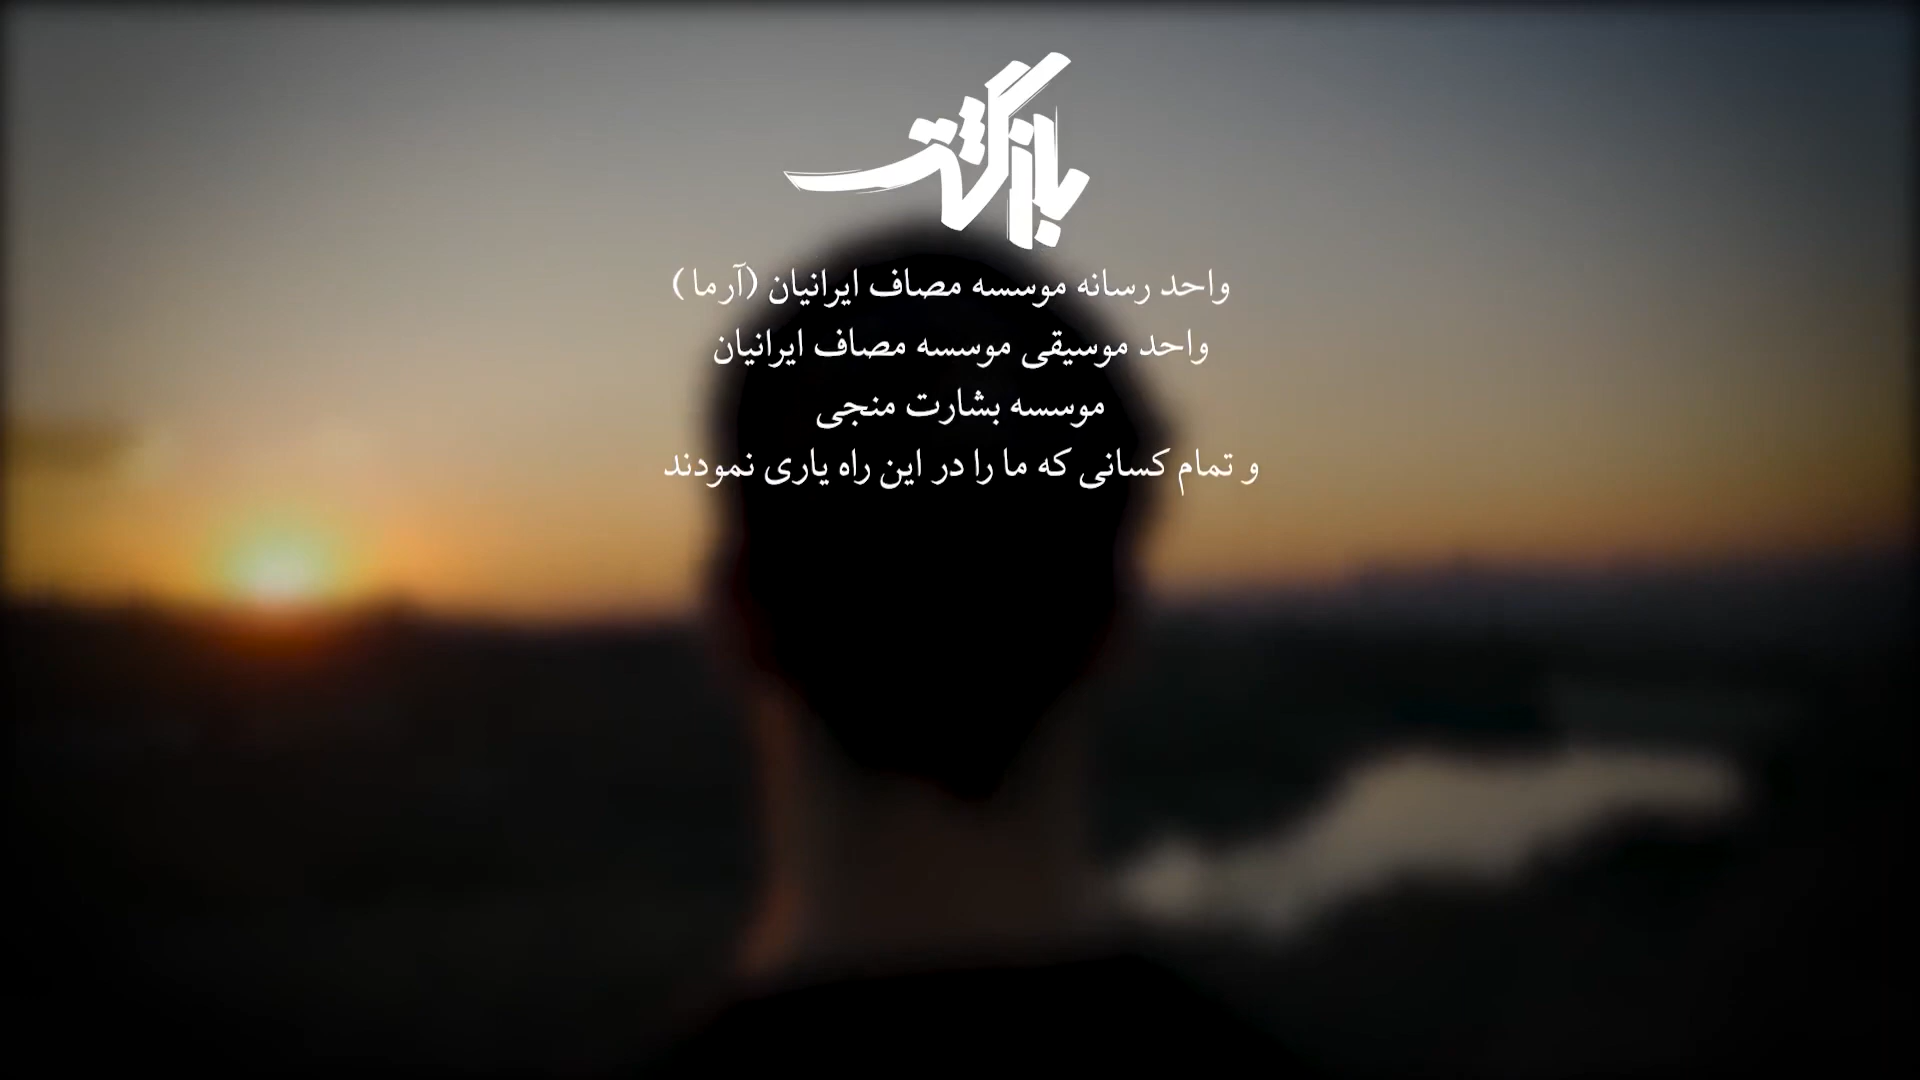 بازگشت
واحد رسانه موسسه مصاف ایرانیان (آرما)
واحد موسیقی موسسه مصاف ایرانیان
موسسه بشارت منجی
و تمام کسانی که ما را در این راه یاری نمودند